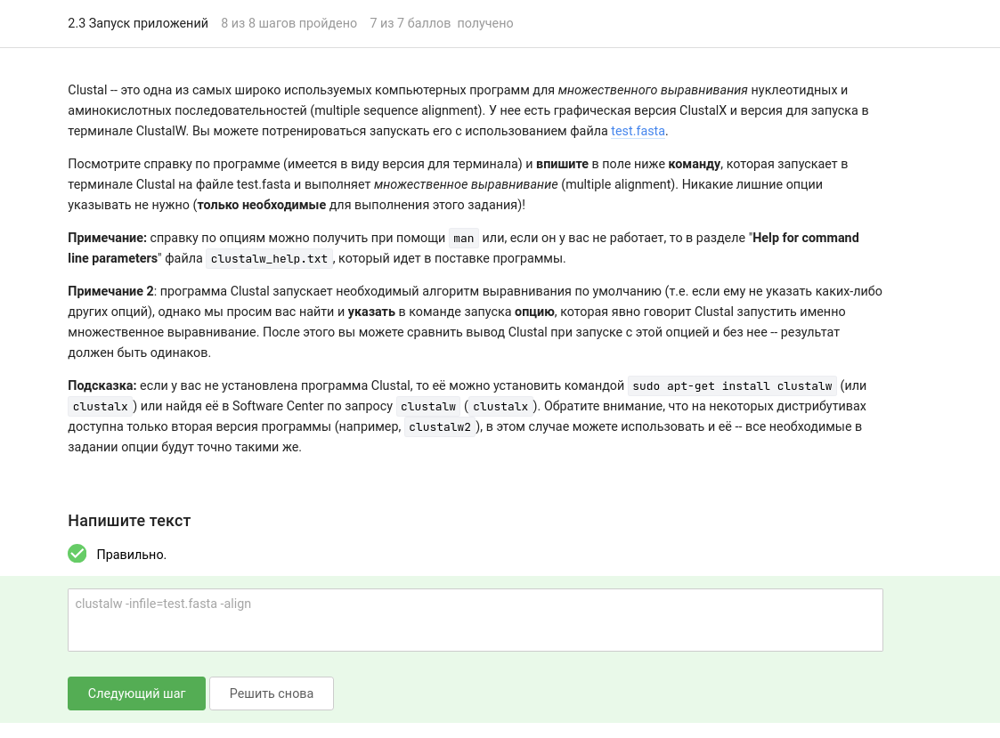 2.3 Запуск приложений 8 из 8 шагов пройдено 7 из 7 баллов получено
Clustal -- это одна из самых широко используемых компьютерных программ для множественного выравнивания нуклеотидных и
аминокислотных последовательностей (multiple sequence alignment). У нее есть графическая версия ClustalX и версия для запуска в
терминале ClustalW. Вы можете потренироваться запускать его с использованием файла test.fasta.
Посмотрите справку по программе (имеется в виду версия для терминала) и впишите в поле ниже команду, которая запускает в
терминале Clustal на файле test.fasta и выполняет множественное выравнивание (multiple alignment). Никакие лишние опции
указывать не нужно (только необходимые для выполнения этого задания)!
Примечание: справку по опциям можно получить при помощи man или, если он у вас не работает, то в разделе "Help for command
line parameters" файла clustalw_help.txt, который идет в поставке программы.
Примечание 2: программа Clustal запускает необходимый алгоритм выравнивания по умолчанию (т.е. если ему не указать каких-либо
других опций), однако мы просим вас найти и указать в команде запуска опцию, которая явно говорит Clustal запустить именно
множественное выравнивание. После этого вы можете сравнить вывод Clustal при запуске с этой опцией и без нее -- результат
должен быть одинаков.
Подсказка: если у вас не установлена программа Clustal, то её можно установить командой sudo apt-get install clustalw (или
clustalx) или найдя её в Software Center по запросу clustalw (clustalx). Обратите внимание, что на некоторых дистрибутивах
доступна только вторая версия программы (например, clustalw2), в этом случае можете использовать и её -- все необходимые в
задании опции будут точно такими же.
Напишите текст
Правильно.
clustalw -infile=test.fasta -align
Следующий шаг Решить снова